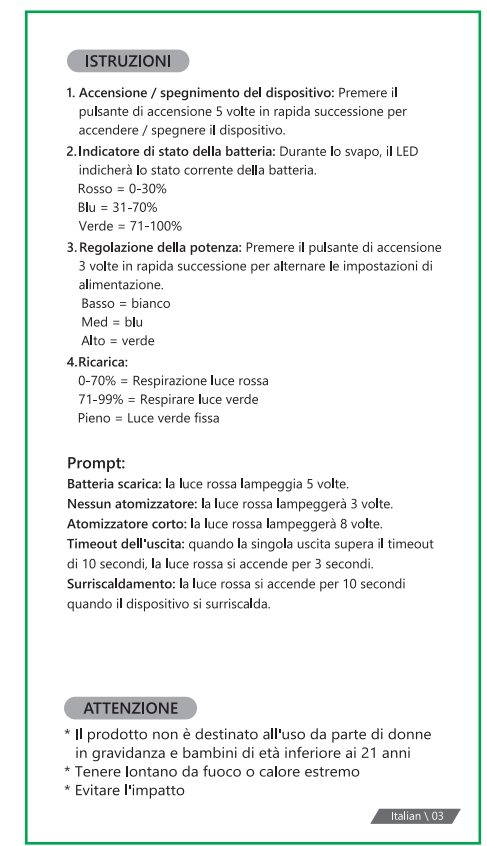 ISTRUZIONI
1. Accensione / spegnimento del dispositivo: Premere il
pulsante di accensione 5 volte in rapida successione per
accendere / spegnere il dispositivo.
2.Indicatore di stato della batteria: Durante lo svapo, il LED
indicherà lo stato corrente della batteria.
Rosso = 0-30%
Blu = 31-70%
Verde = 71-100%
3.Regolazione della potenza: Premere il pulsante di accensione
3 volte in rapida successione per alternare le impostazioni di
alimentazione.
Basso = bianco
Med = blu
Alto = verde
4.Ricarica:
0-70% = Respirazione luce rossa
71-99% = Respirare luce verde
Pieno = Luce verde fissa
Prompt:
Batteria scarica: la luce rossa lampeggia 5 volte.
Nessun atomizzatore: la luce rossa lampeggerà 3 volte.
Atomizzatore corto: la luce rossa lampeggerà 8 volte.
Timeout dell'uscita: quando la singola uscita supera il timeout
di 10 secondi, la luce rossa si accende per 3 secondi.
Surriscaldamento: la luce rossa si accende per 10 secondi
quando il dispositivo si surriscalda.
ATTENZIONE
* Il prodotto non è destinato all'uso da parte di donne
in gravidanza e bambini di età inferiore ai 21 anni
* Tenere lontano da fuoco o calore estremo
* Evitare l'impatto
Italian \ 03